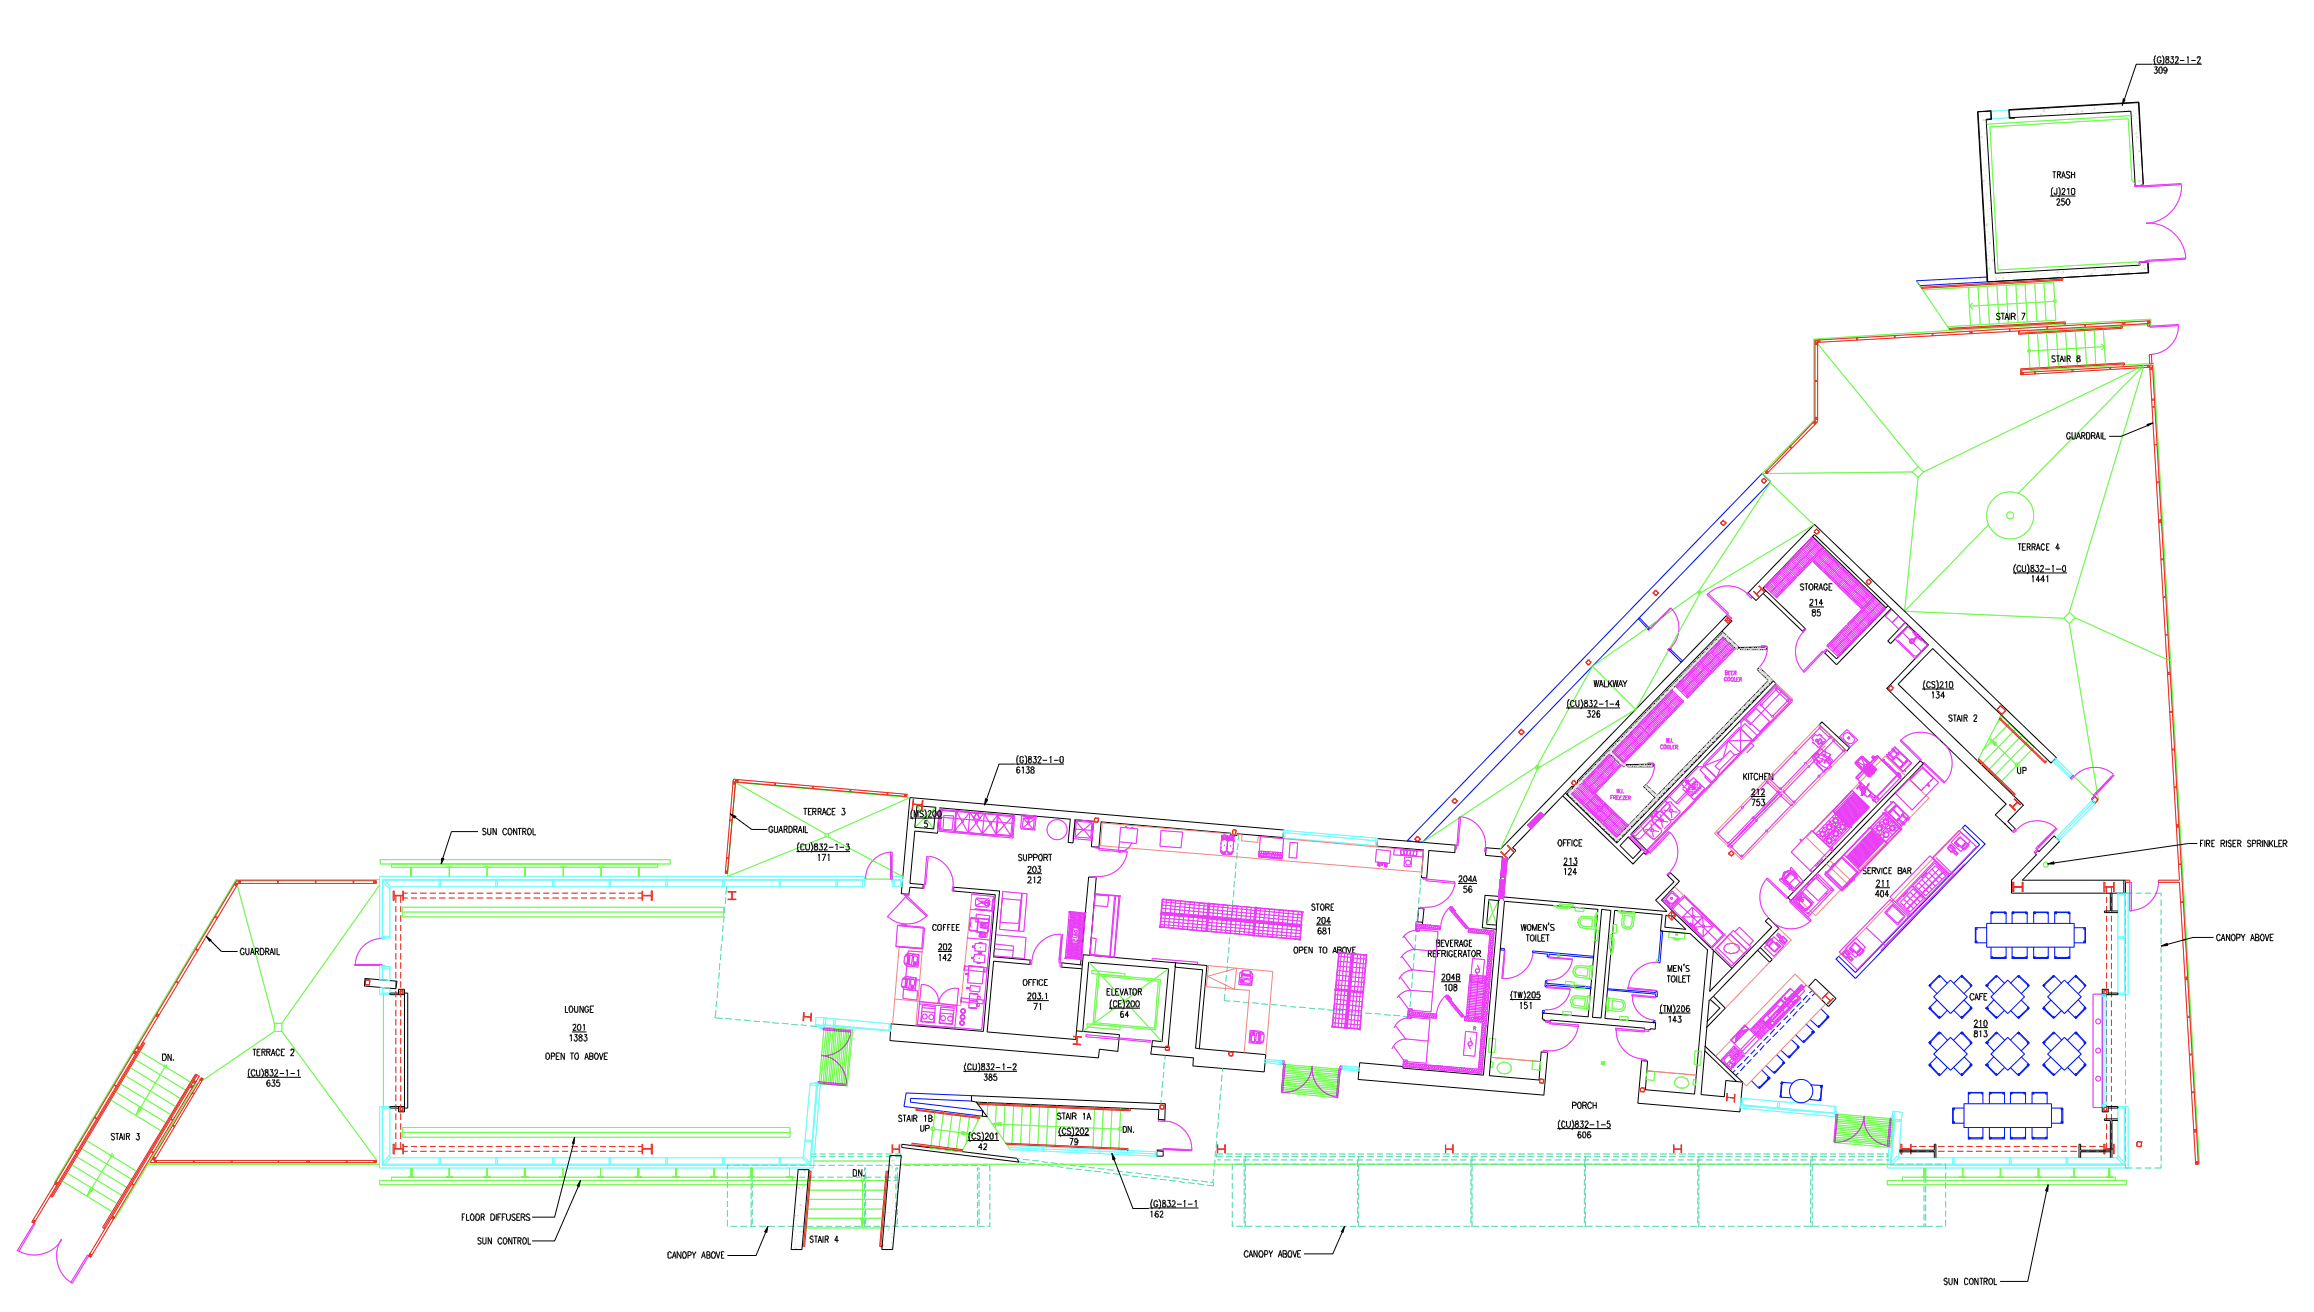 (G)832-1-2
309
TRASH
(J)210
250
STAIR 7
STAIR 8
GUARDRAIL
TERRACE 4
(CU)832-1-0
1441
STORAGE
214
85
BEER
COOLER
WALKWAY
(CU)832-1-4
326
(CS)210
134
STAIR 2
W.I.
COOLER
UP
KITCHEN
212
753
W.I.
FREEZER
(G)832-1-0
6138
TERRACE 3
(MS)200
5
GUARDRAIL
SUN CONTROL
(CU)832-1-3
171
SUPPORT
203
212
OFFICE
213
124
FIRE RISER SPRINKLER
SERVICE BAR
211
404
204A
56
STORE
204
681
OPEN TO ABOVE
COFFEE
202
142
WOMEN'S
TOILET
BEVERAGE
REFRIGERATOR
204B
108
CANOPY ABOVE
GUARDRAIL
MEN'S
TOILET
OFFICE
203.1
71
ELEVATOR
(CE)200
64
(TW)205
151
(TM)206
143
CAFE
210
813
LOUNGE
201
1383
OPEN TO ABOVE
DN.
TERRACE 2
(CU)832-1-1
635
(CU)832-1-2
385
STAIR 1B
UP
STAIR 1A
(CS)201
42
(CS)202
79
DN.
PORCH
(CU)832-1-5
606
STAIR 3
DN.
(G)832-1-1
162
FLOOR DIFFUSERS
SUN CONTROL
STAIR 4
CANOPY ABOVE
CANOPY ABOVE
SUN CONTROL